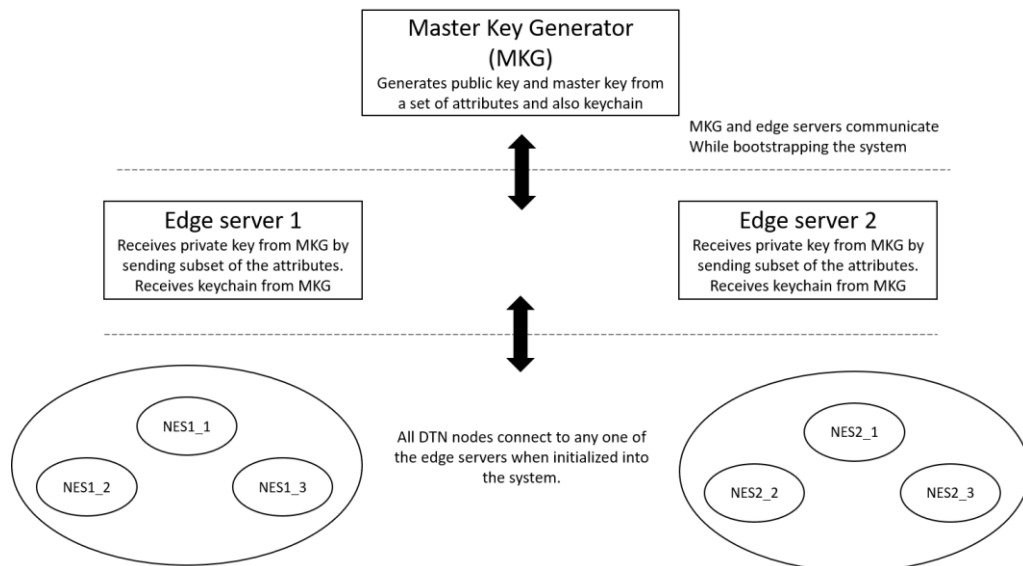 Master Key Generator
(MKG)
Generates public key and master key from
a set of attributes and also keychain
MKG and edge servers communicate
While bootstrapping the system
Edge server 1
Receives private key from MKG by
sending subset of the attributes.
Receives keychain from MKG
Edge server 2
Receives private key from MKG by
sending subset of the attributes.
Receives keychain from MKG
NES1_1
NES1_2
NES1_3
All DTN nodes connect to any one of
the edge servers when initialized into
the system.
NES2_1
NES2_2
NES2_3